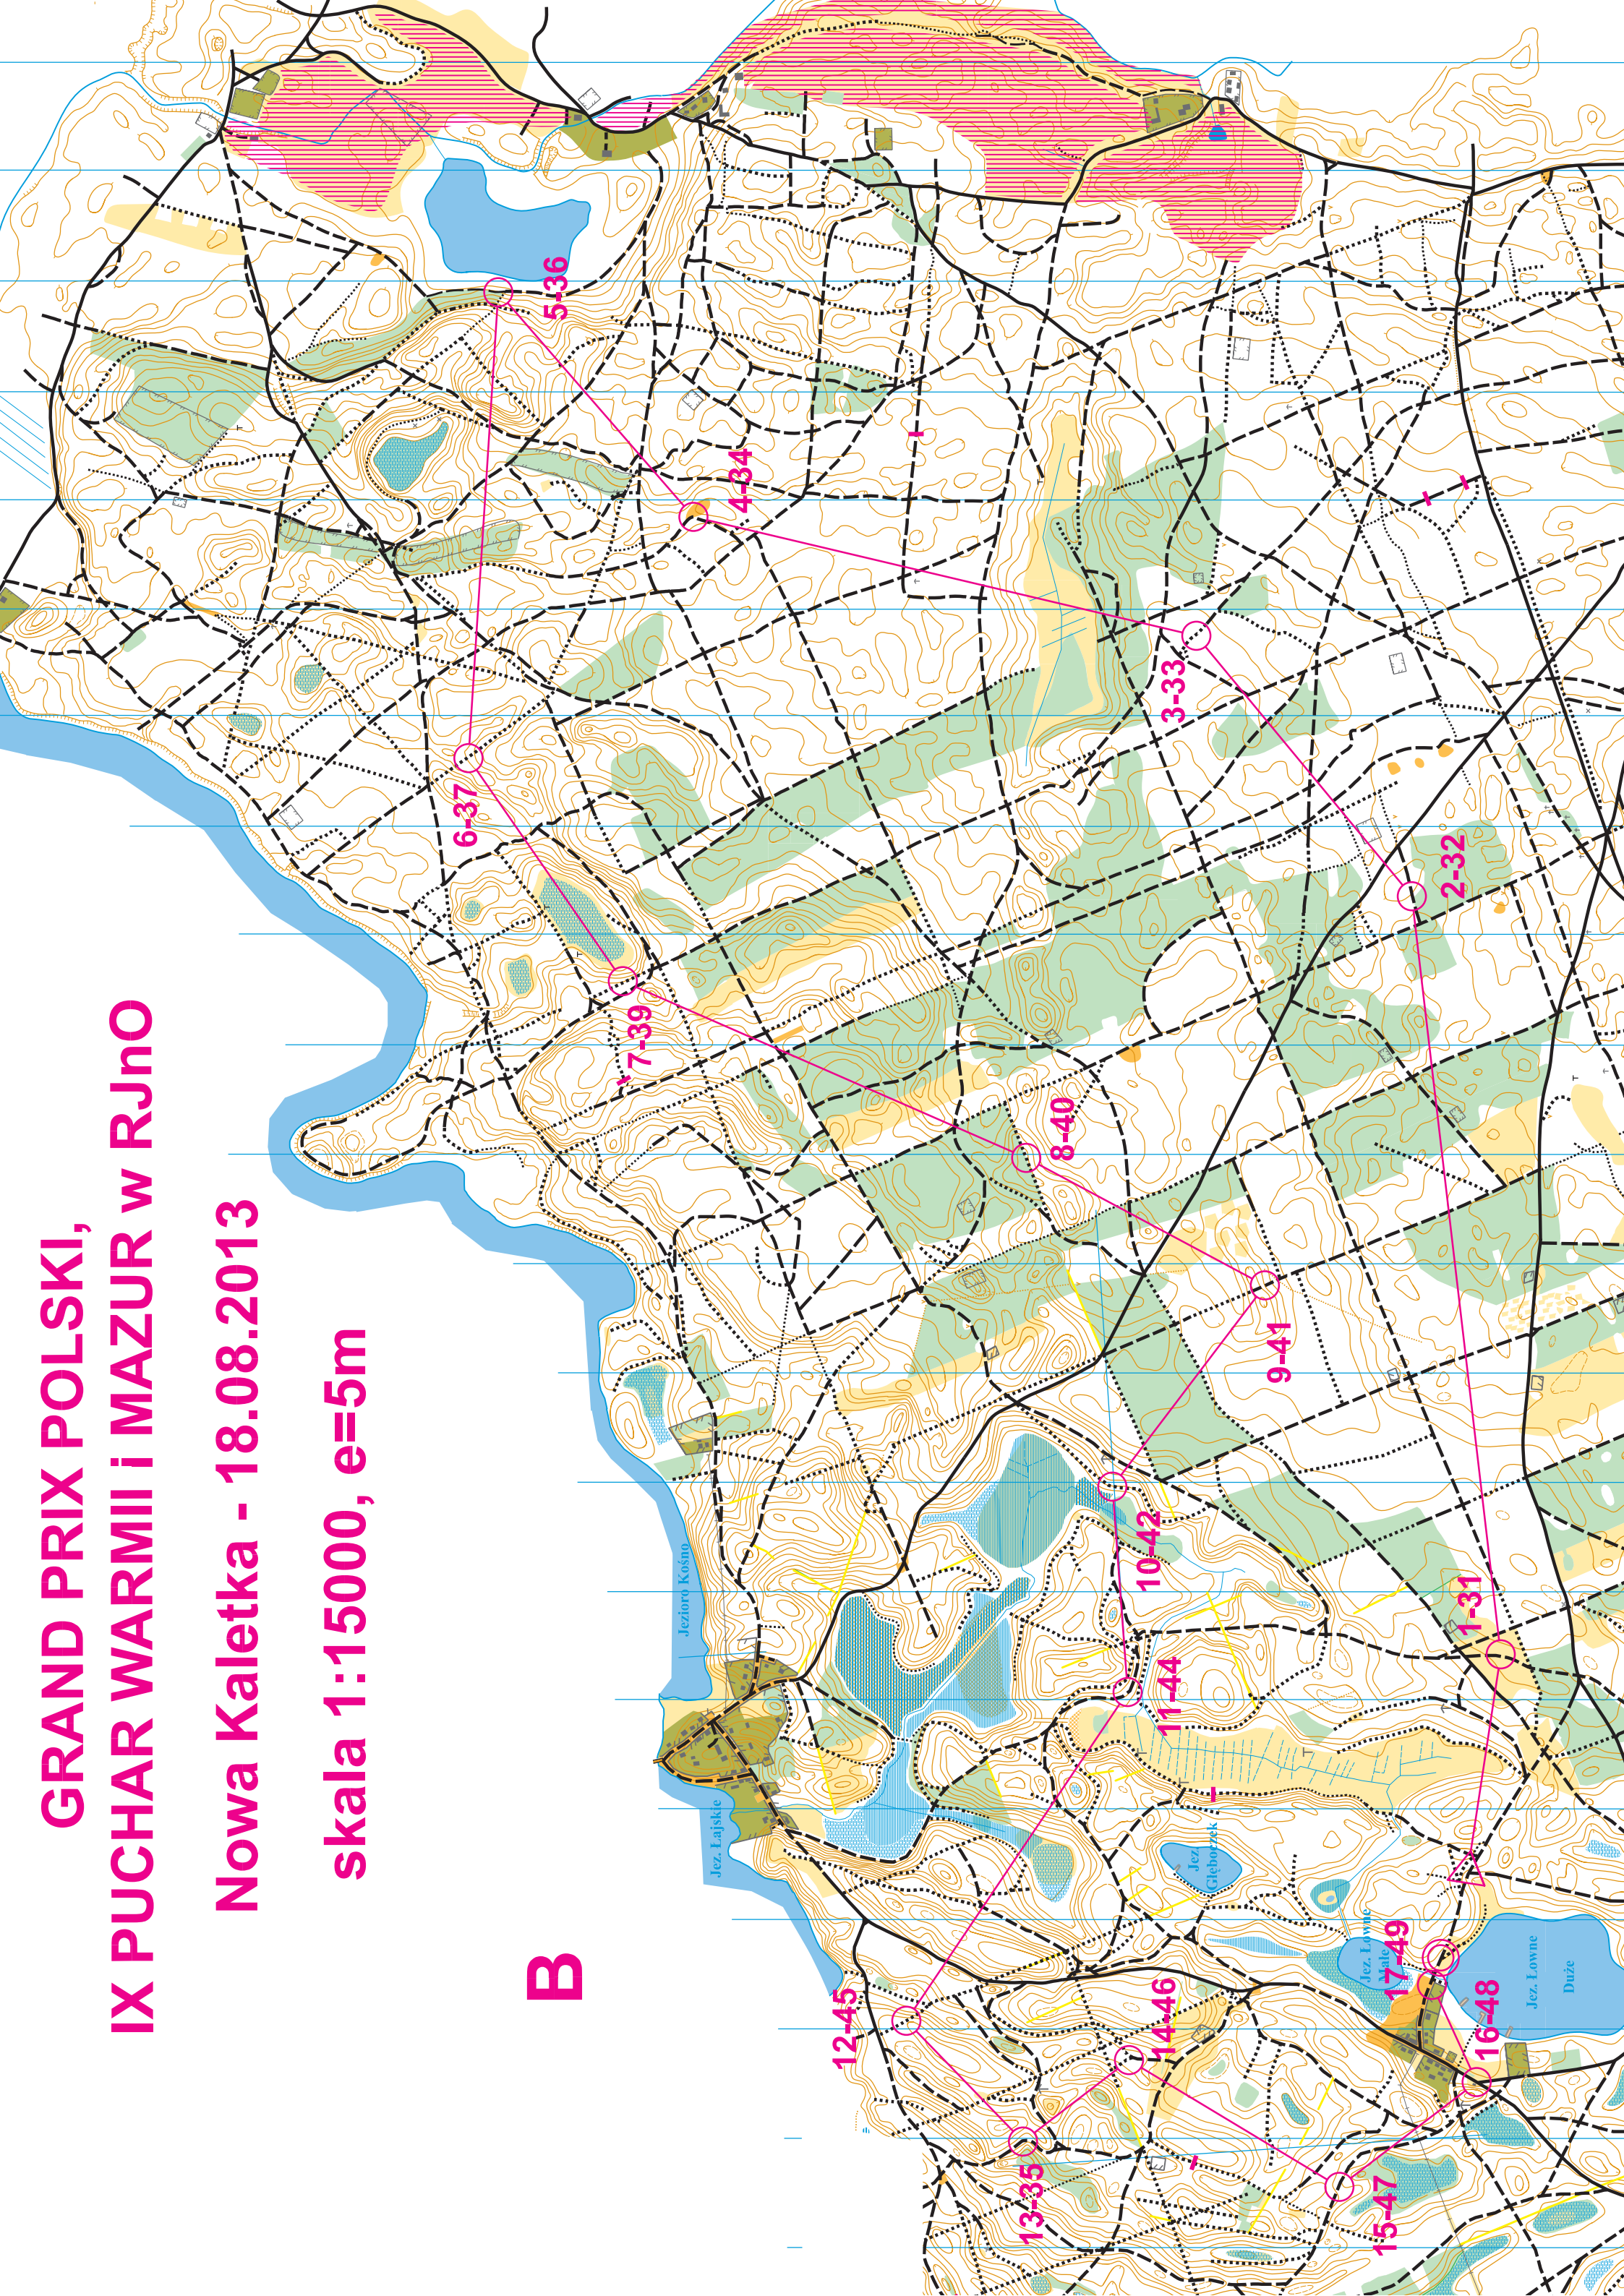 GRAND PRIX POLSKI,
IX PUCHAR WARMII i MAZUR w RJnO
Nowa Kaletka - 18.08.2013
skala 1:15000, e=5m
B
Jezioro Kośno
Jez. Łajskie
Jez.
Głęboczek
Jez. Łowne
Małe
Jez. Łowne
Duże
1-31
2-32
3-33
4-34
5-36
6-37
7-39
8-40
9-41
10-42
11-44
12-45
13-35
14-46
15-47
16-48
17-49